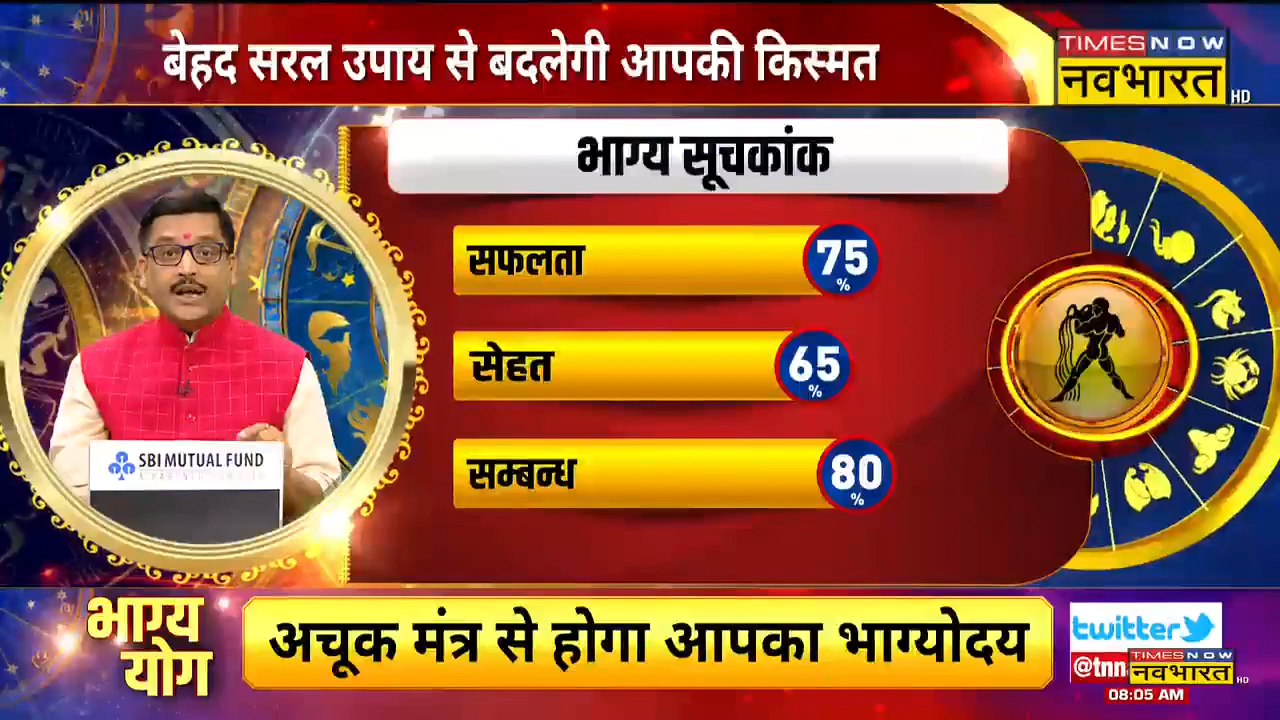 बेहद सरल उपाय से बदलेगी आपकी किस्मत
TIMES NOW
नवभारत
HD
भाग्य सूचकांक
सफलता 75%
सेहत 65%
सम्बन्ध 80%
SBI MUTUAL FUND
भाग्य
योग
अचूक मंत्र से होगा आपका भाग्योदय
twitter
@tnn
TIMES NOW
नवभारत
HD
08:05 AM